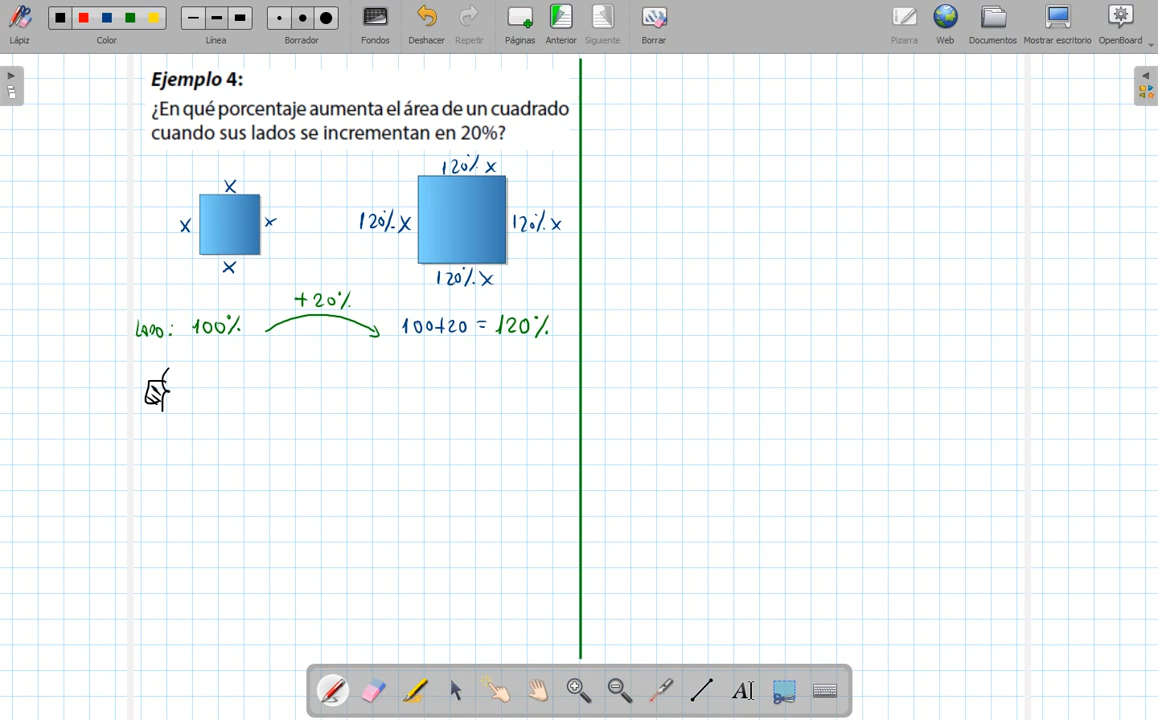 Lápiz Color Línea Borrador Fondos Deshacer Repetir Páginas Anterior Siguiente Borrar Pizarra Web Documentos Mostrar escritorio OpenBoard
Ejemplo 4:
¿En qué porcentaje aumenta el área de un cuadrado
cuando sus lados se incrementan en 20%?
x
120% x
x
x
120% x
120% x
x
120% x
+20%
LADO: 100%
100+20 = 120%